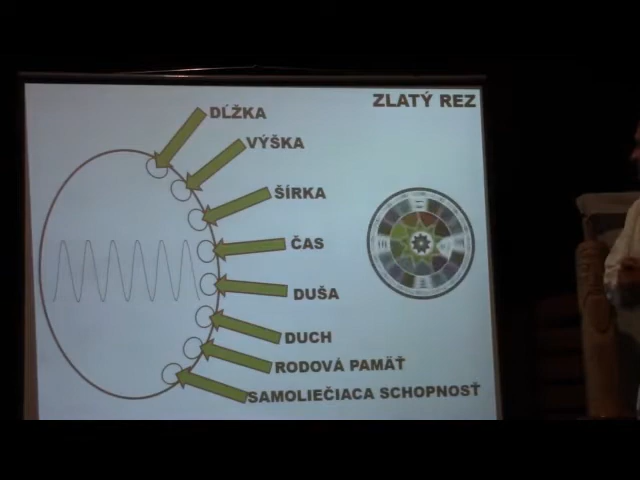 ZLATÝ REZ
DĹŽKA
VÝŠKA
ŠÍRKA
ČAS
DUŠA
DUCH
RODOVÁ PAMÄŤ
SAMOLIEČIACA SCHOPNOSŤ